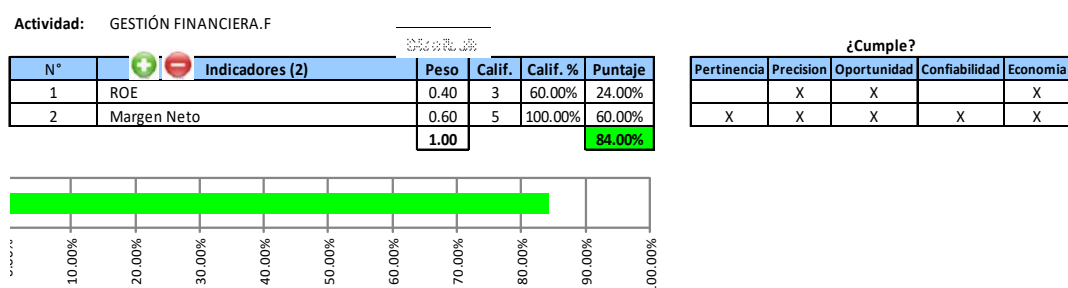 Actividad: GESTIÓN FINANCIERA.F
¿Cumple?
N° Indicadores (2) Peso Calif. Calif. % Puntaje Pertinencia Precision Oportunidad Confiabilidad Economia
1 ROE 0.40 3 60.00% 24.00% X X X
2 Margen Neto 0.60 5 100.00% 60.00% X X X X X
1.00 84.00%
10.00% 20.00% 30.00% 40.00% 50.00% 60.00% 70.00% 80.00% 90.00%